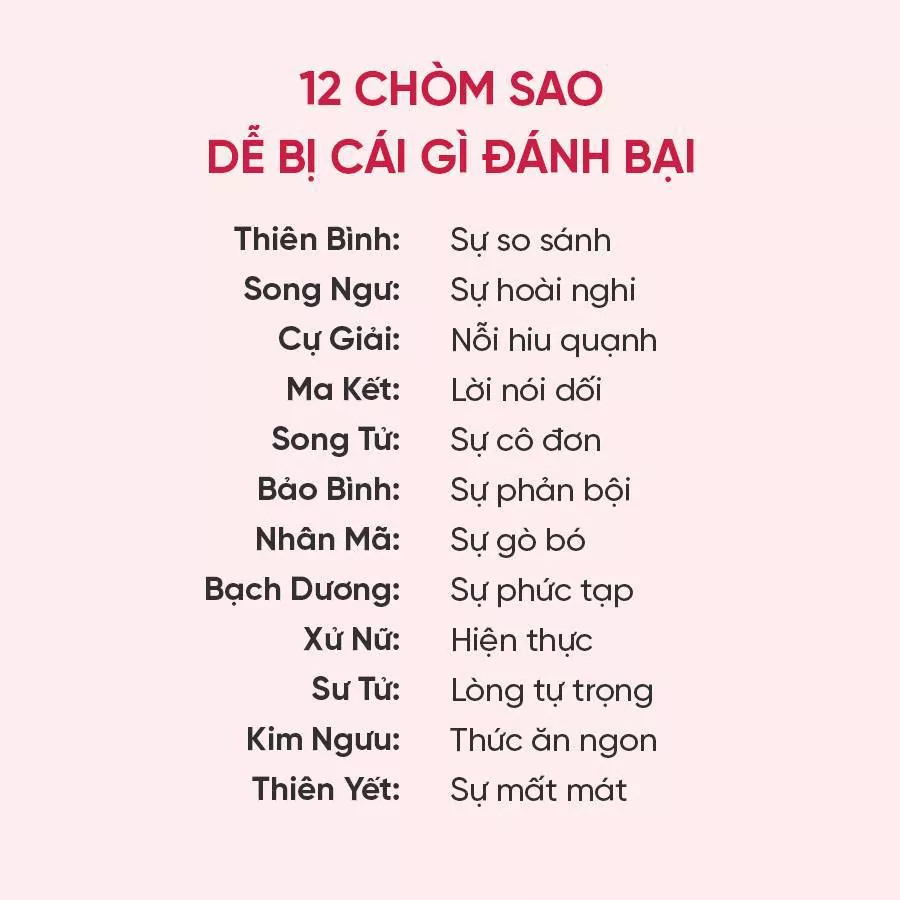 12 CHÒM SAO
DỄ BỊ CÁI GÌ ĐÁNH BẠI
Thiên Bình: Sự so sánh
Song Ngư: Sự hoài nghi
Cự Giải: Nỗi hiu quạnh
Ma Kết: Lời nói dối
Song Tử: Sự cô đơn
Bảo Bình: Sự phản bội
Nhân Mã: Sự gò bó
Bạch Dương: Sự phức tạp
Xử Nữ: Hiện thực
Sư Tử: Lòng tự trọng
Kim Ngưu: Thức ăn ngon
Thiên Yết: Sự mất mát